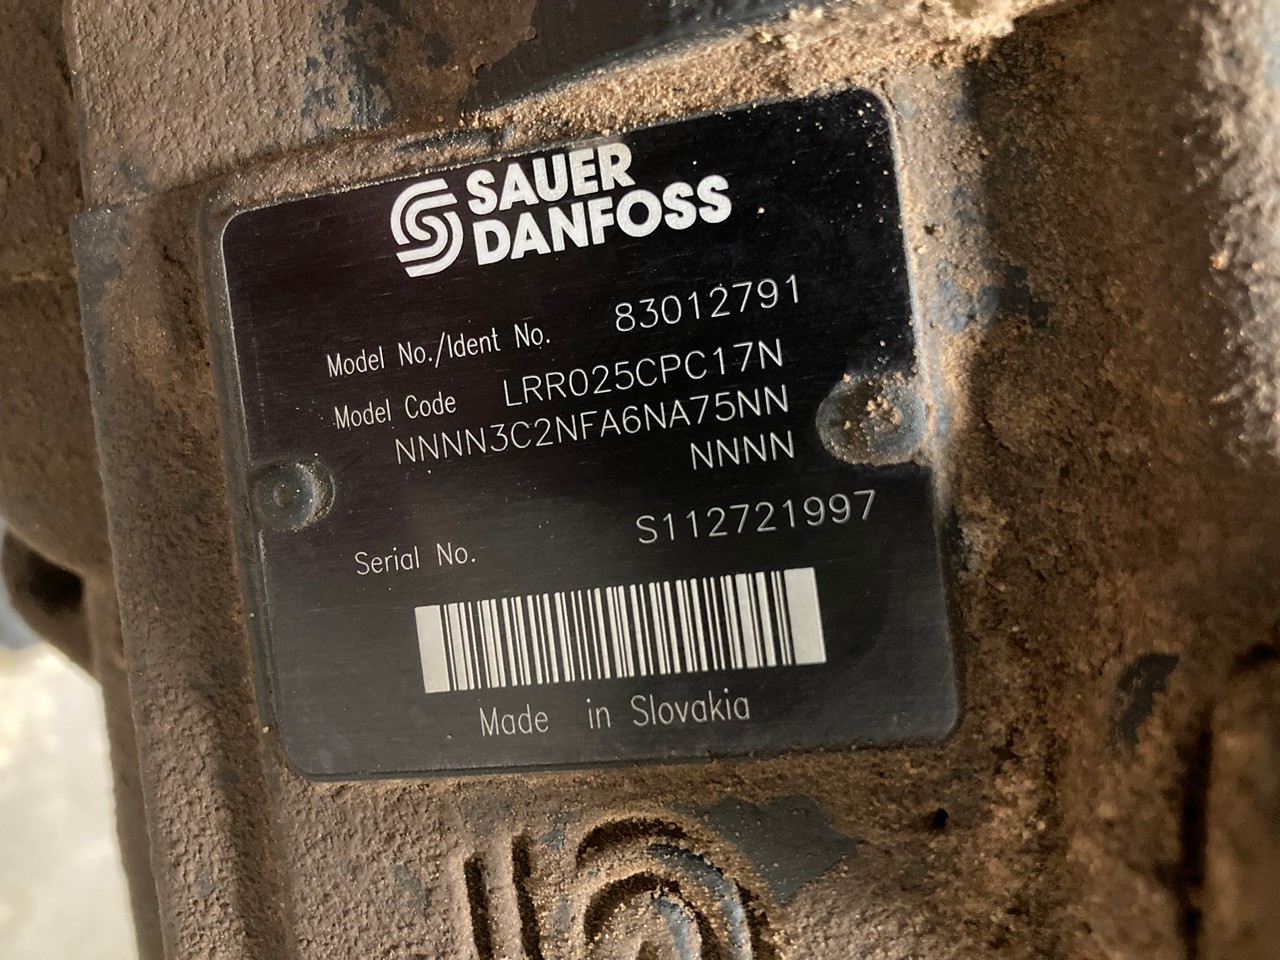 SAUER
DANFOSS
Model No./Ident No. 83012791
Model Code LRR025CPC17N
NNNN3C2NFA6NA75NN
NNNN
Serial No. S112721997
Made in Slovakia